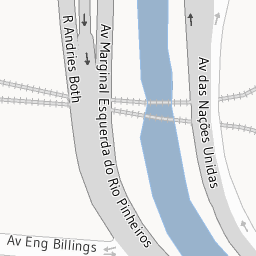 R Andries Both
Av Marginal Esquerda do Rio Pinheiros
Av das Nações Unidas
Av Eng Billings